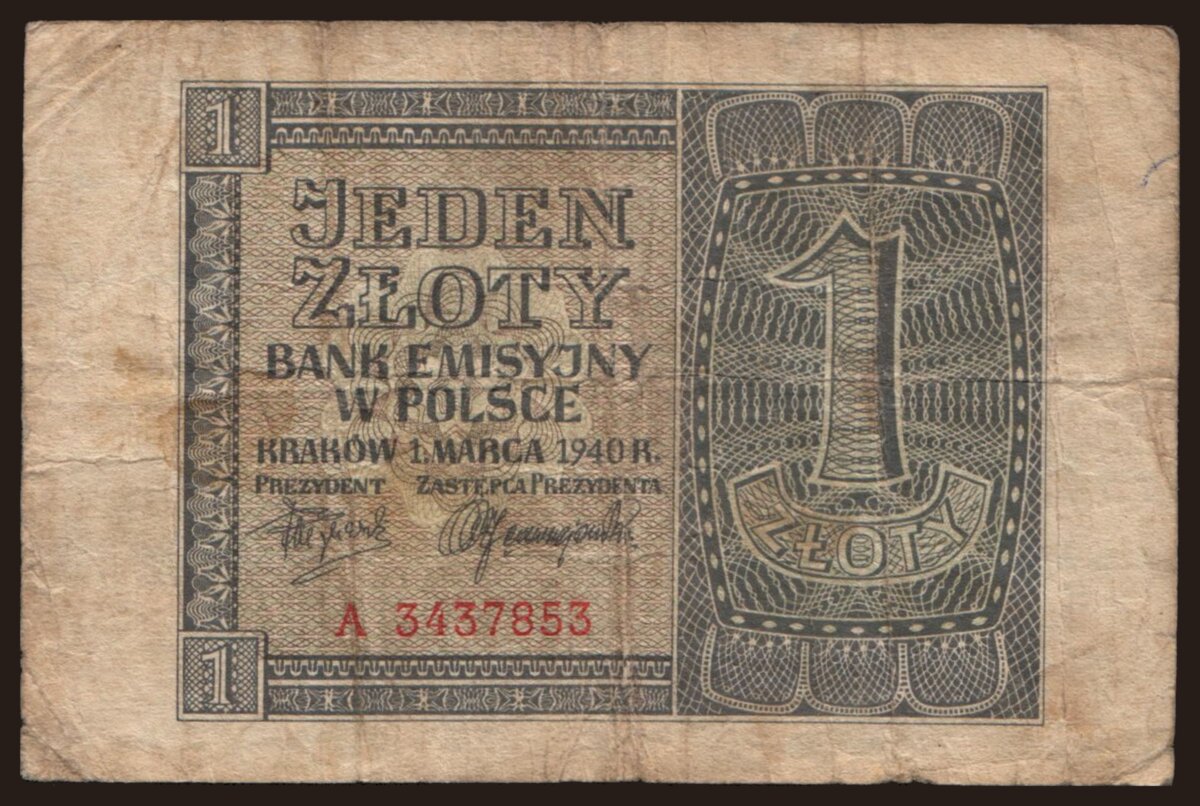 1
JEDEN
ZŁOTY
BANK EMISYJNY
W POLSCE
KRAKÓW 1. MARCA 1940 R.
PREZYDENT ZASTĘPCA PREZYDENTA
A 3437853
1
1
ZŁOTY